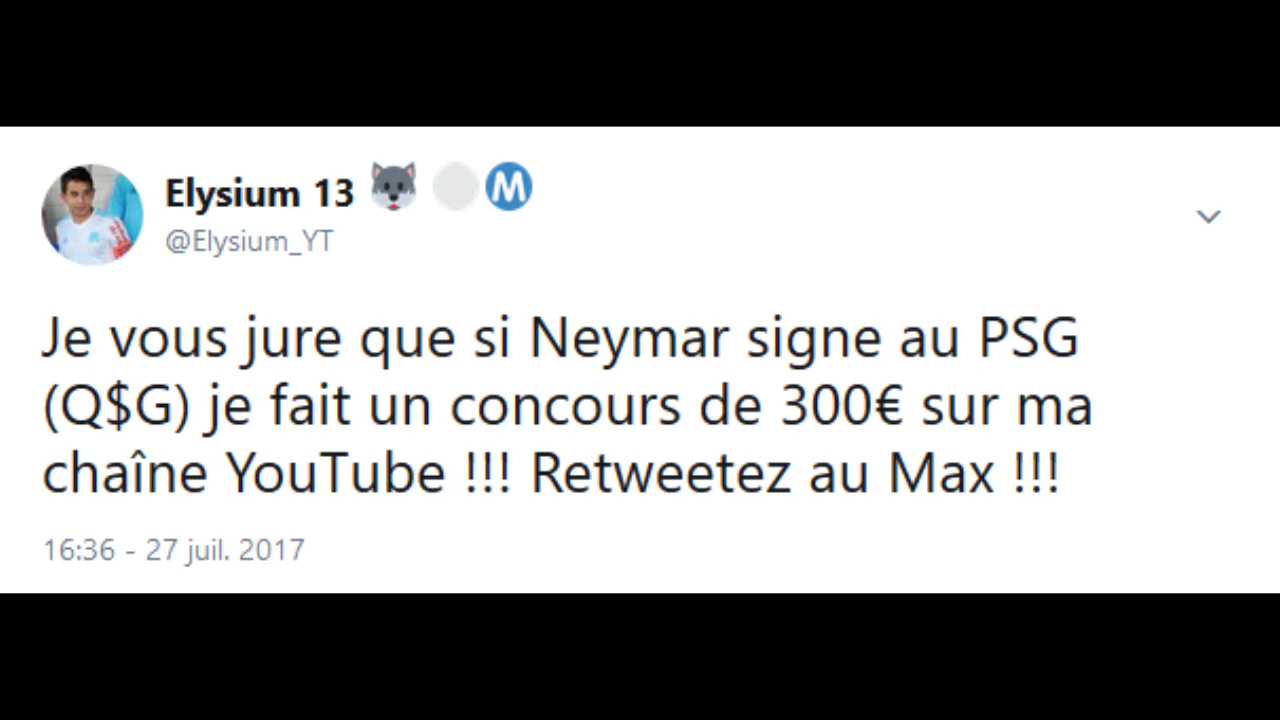 Elysium 13 🐺 ⚪Ⓜ
@Elysium_YT
Je vous jure que si Neymar signe au PSG
(Q$G) je fait un concours de 300€ sur ma
chaîne YouTube !!! Retweetez au Max !!!
16:36 - 27 juil. 2017